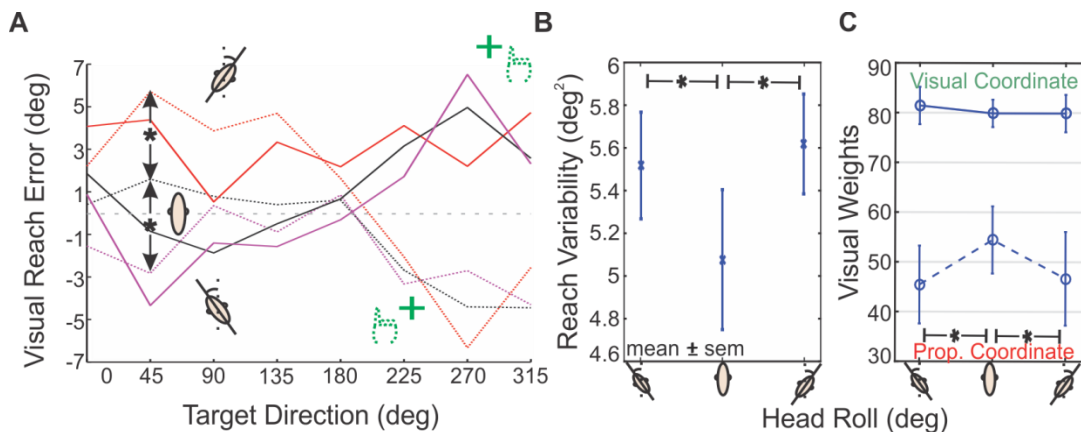 A
Visual Reach Error (deg)
7
5
3
1
-1
-3
-5
-7
*
*
+
+
0 45 90 135 180 225 270 315
Target Direction (deg)
B
Reach Variability (deg²)
6
5.8
5.6
5.4
5.2
5
4.8
4.6
* *
mean ± sem
C
Visual Weights
90
80
70
60
50
40
30
Visual Coordinate
* *
Prop. Coordinate
Head Roll (deg)